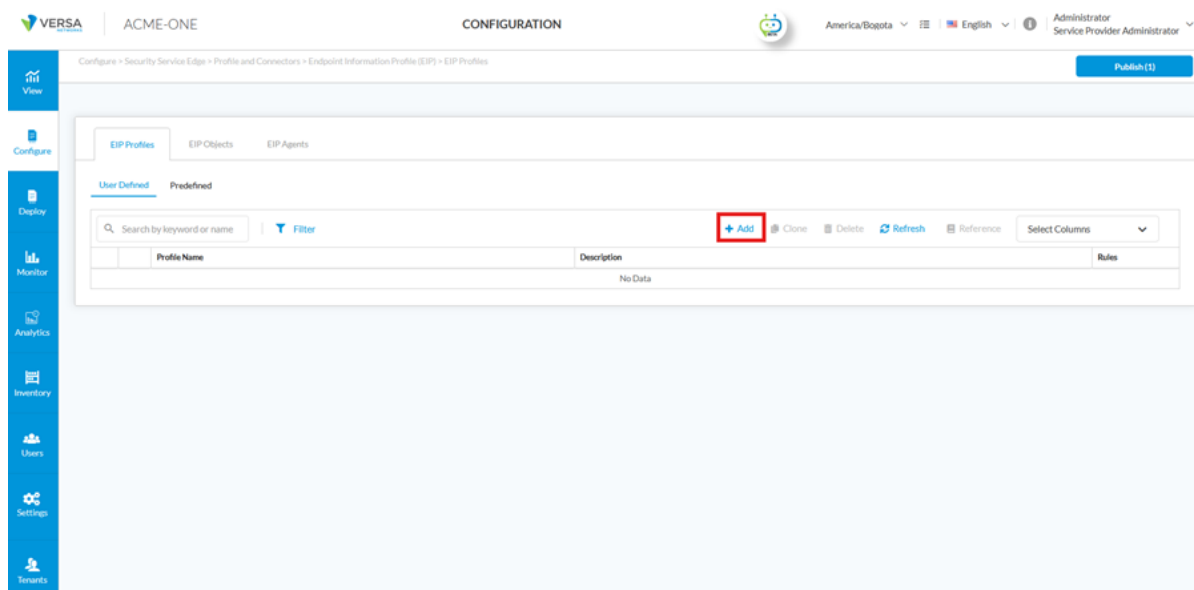 VERSA NETWORKS
ACME-ONE
CONFIGURATION
America/Bogota
English
Administrator
Service Provider Administrator
Configure > Security Service Edge > Profile and Connectors > Endpoint Information Profile (EIP) > EIP Profiles
Publish (1)
View
Configure
Deploy
Monitor
Analytics
Inventory
Users
Settings
Tenants
EIP Profiles EIP Objects EIP Agents
User Defined Predefined
Search by keyword or name Filter + Add Clone Delete Refresh Reference Select Columns
Profile Name Description Rules
No Data